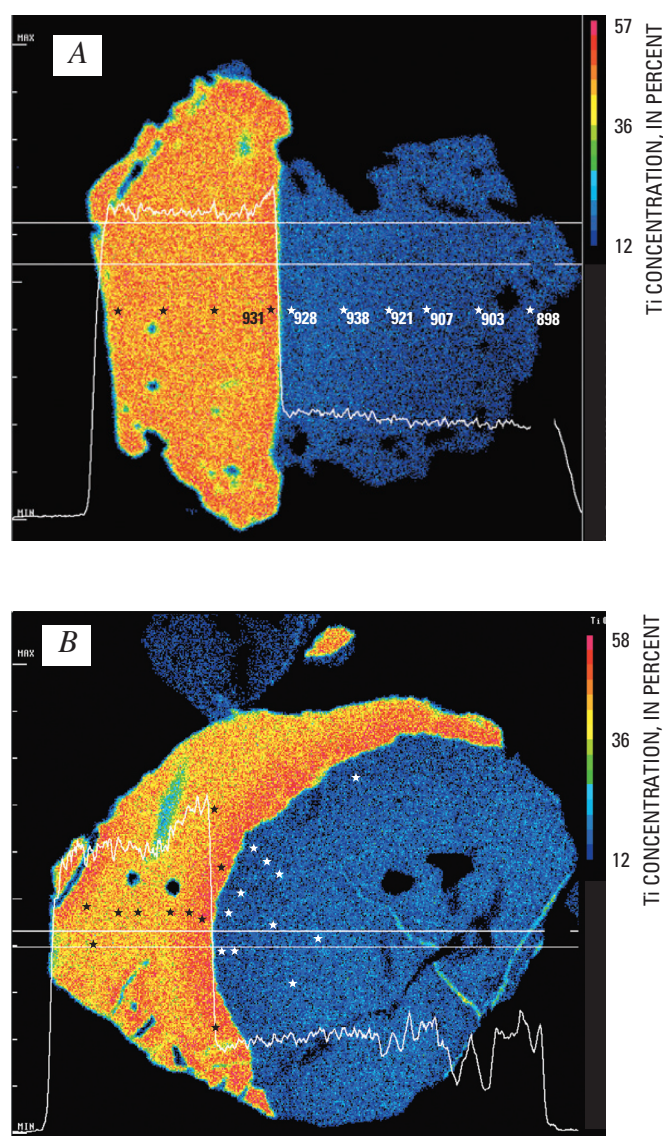 MAX
A
57
36
12
Ti CONCENTRATION, IN PERCENT
931 928 938 921 907 903 898
MIN
MAX
B
Ti
58
36
12
Ti CONCENTRATION, IN PERCENT
MIN